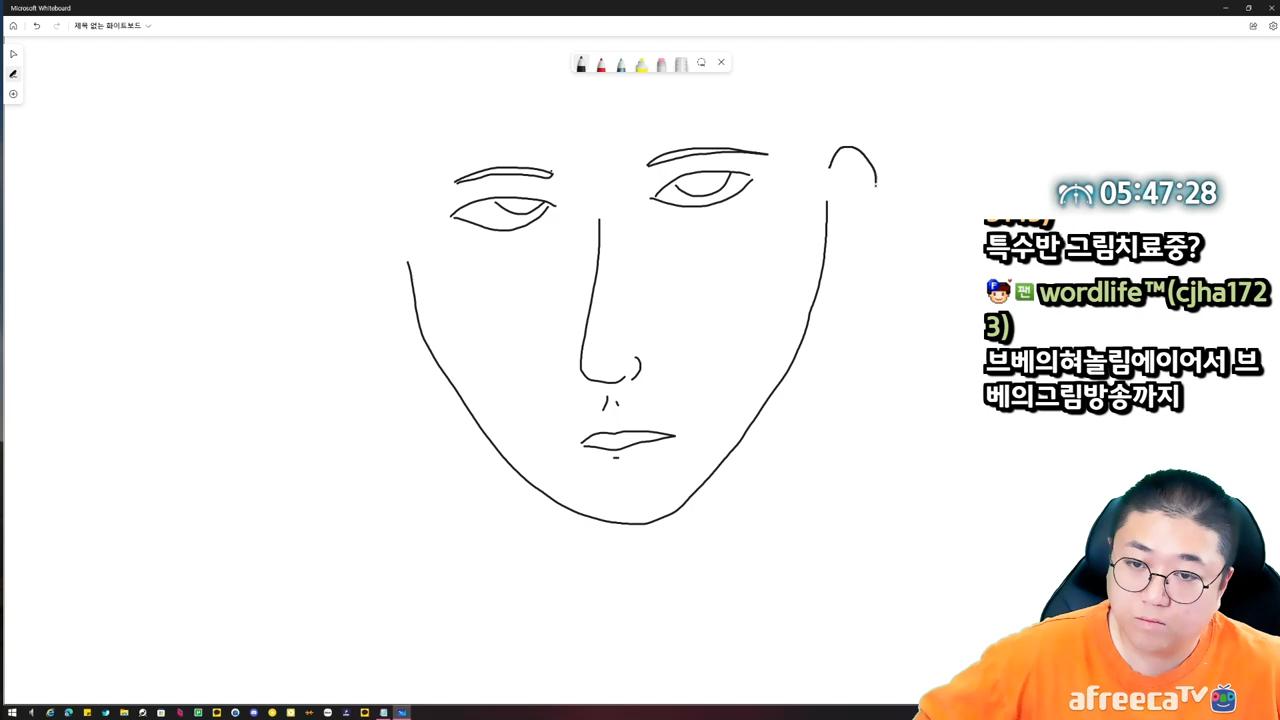 Microsoft Whiteboard
제목 없는 화이트보드
05:47:28
특수반 그림치료중?
F 팬 wordlife™(cjha172
3)
브베의혀놀림에이어서 브
베의그림방송까지
afreecaTV